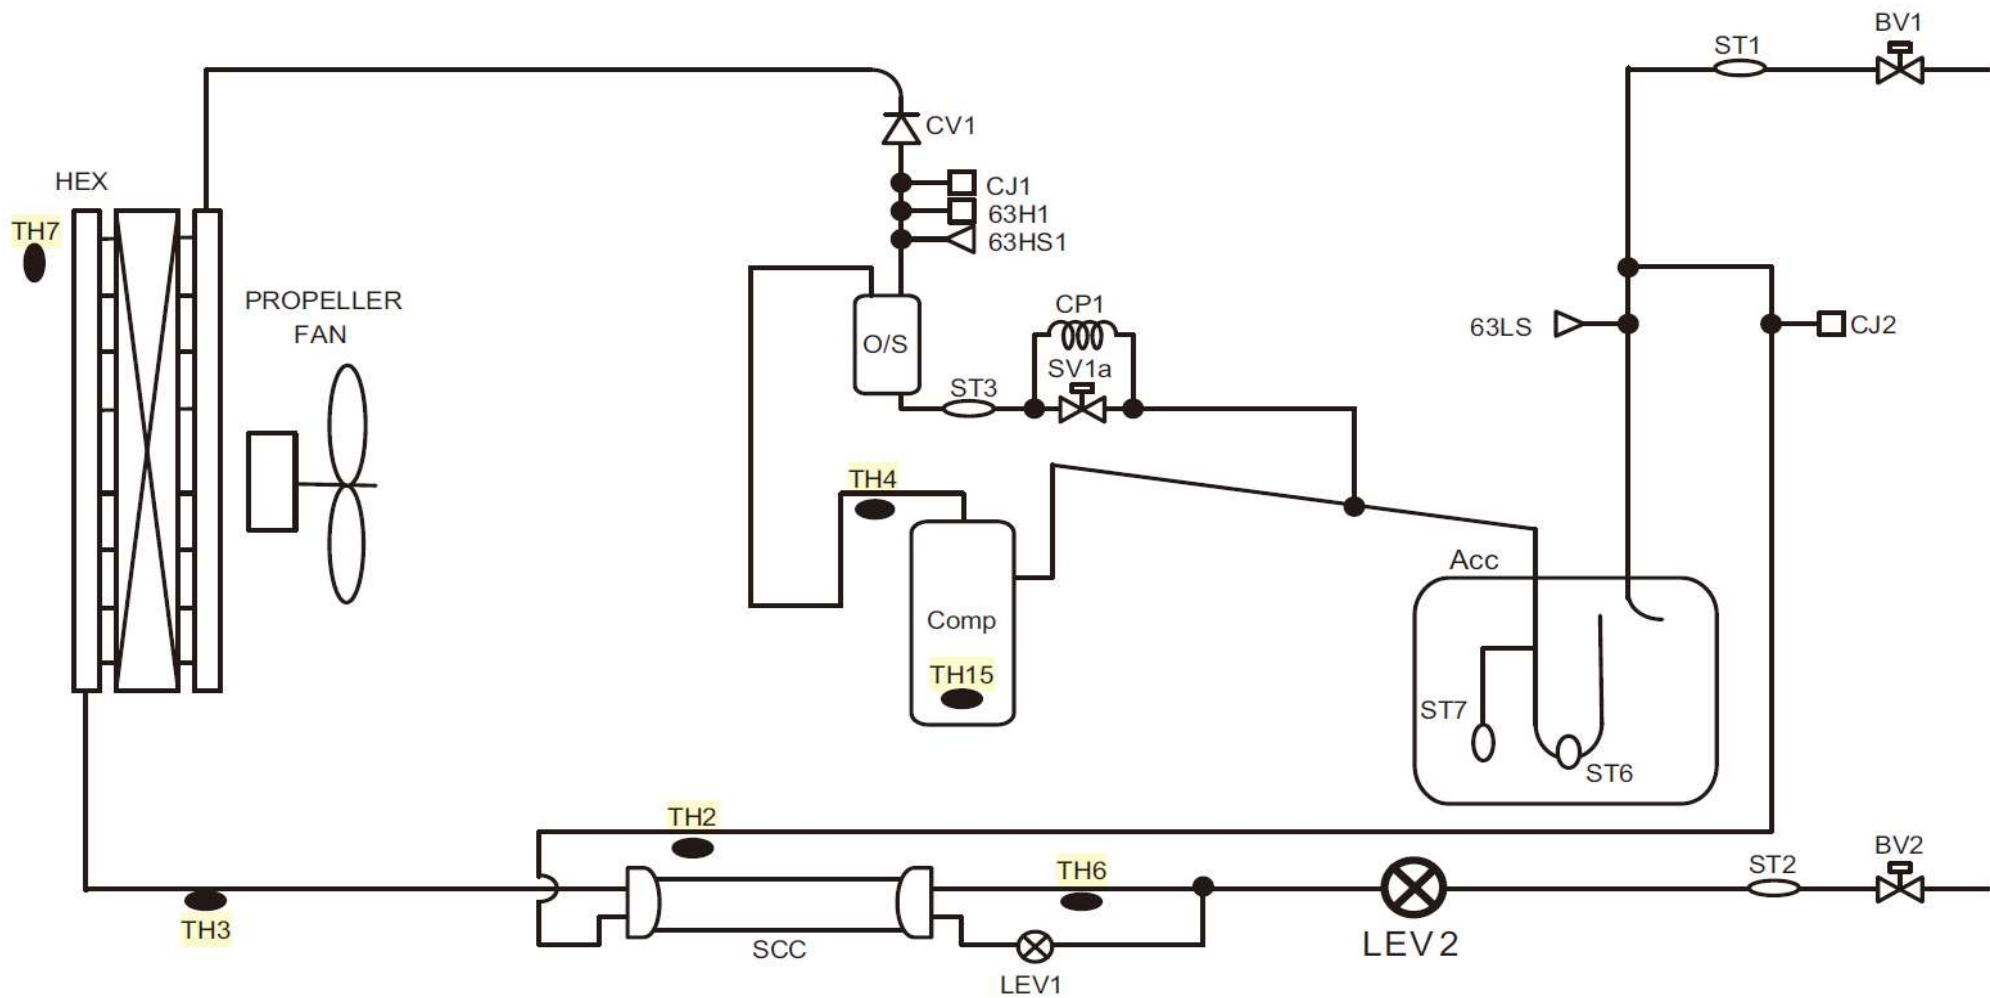 BV1
ST1
CV1
HEX
CJ1
63H1
TH7
63HS1
PROPELLER
FAN
CP1
63LS
CJ2
O/S
SV1a
ST3
TH4
Acc
Comp
TH15
ST7
ST6
TH2
BV2
TH6
ST2
TH3
SCC
LEV2
LEV1